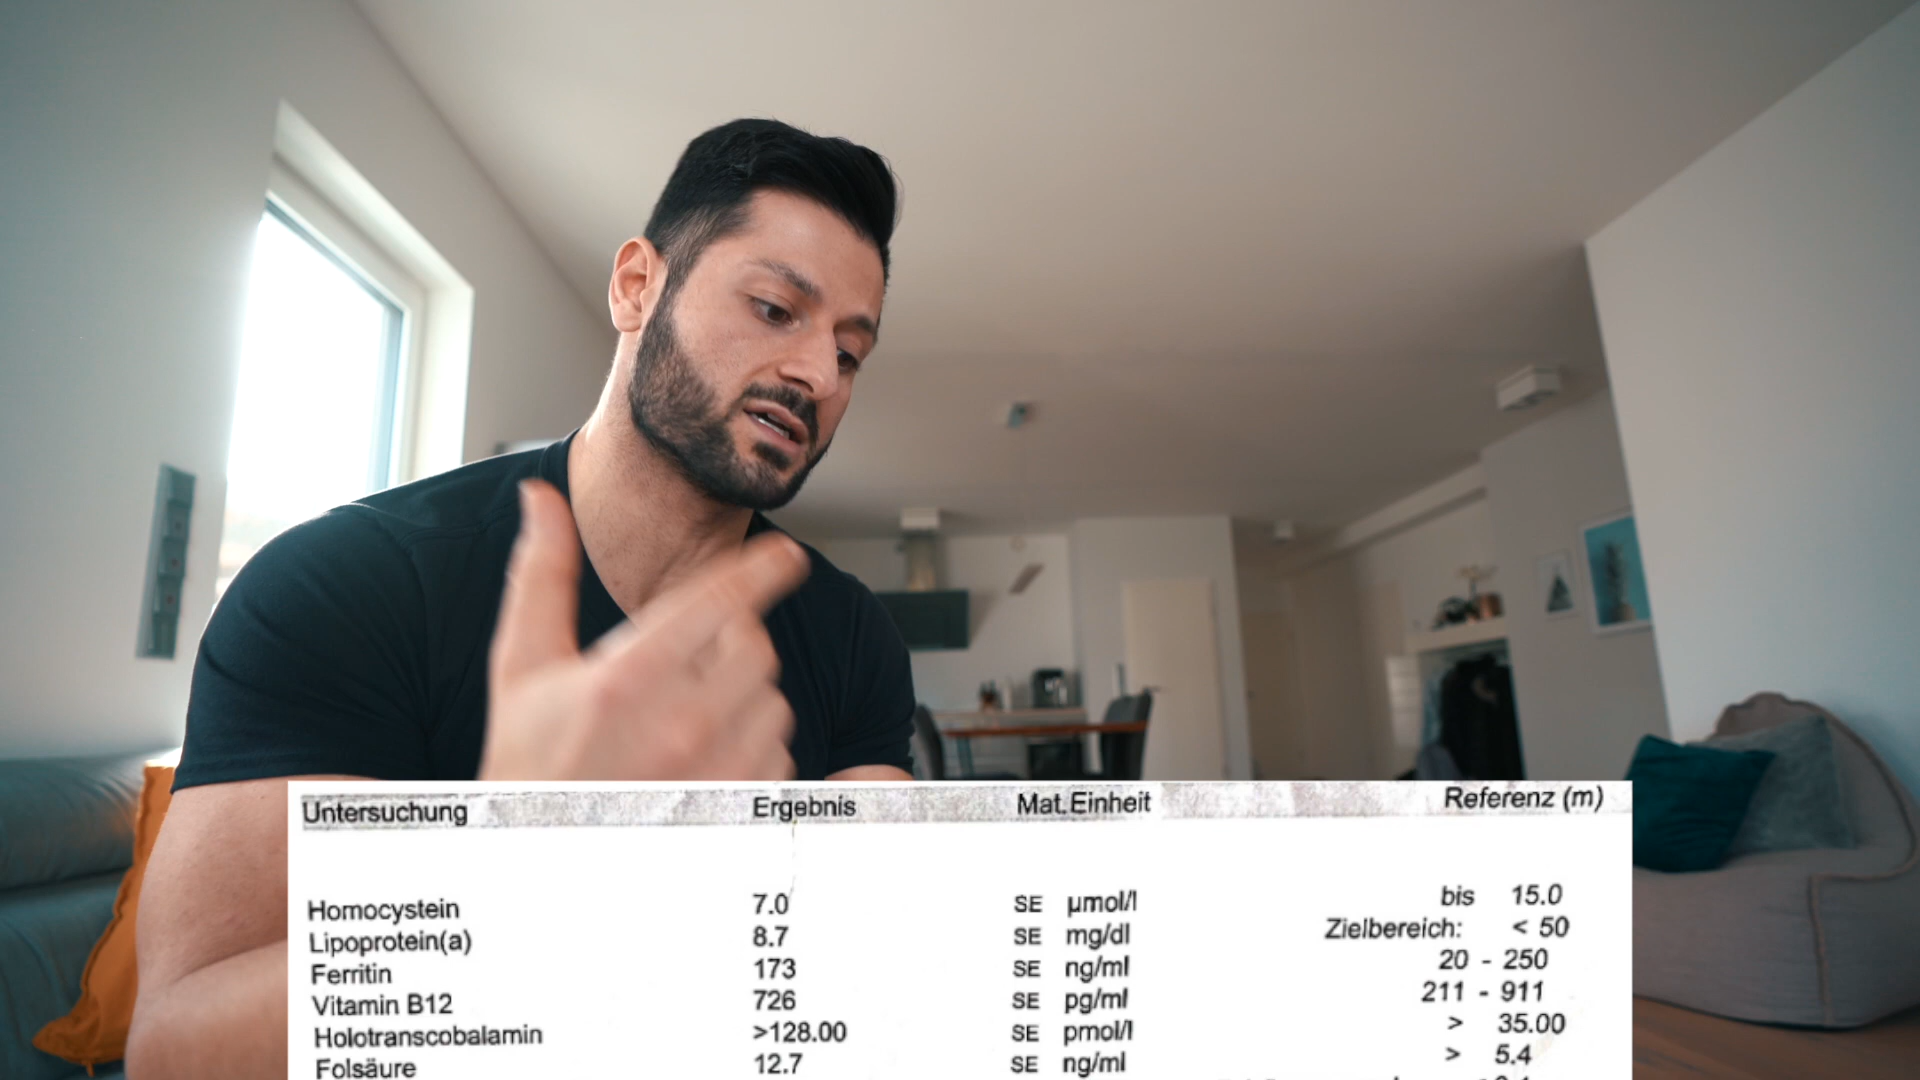 Untersuchung Ergebnis Mat.Einheit Referenz (m)
Homocystein 7.0 SE µmol/l bis 15.0
Lipoprotein(a) 8.7 SE mg/dl Zielbereich: < 50
Ferritin 173 SE ng/ml 20 - 250
Vitamin B12 726 SE pg/ml 211 - 911
Holotranscobalamin >128.00 SE pmol/l > 35.00
Folsäure 12.7 SE ng/ml > 5.4